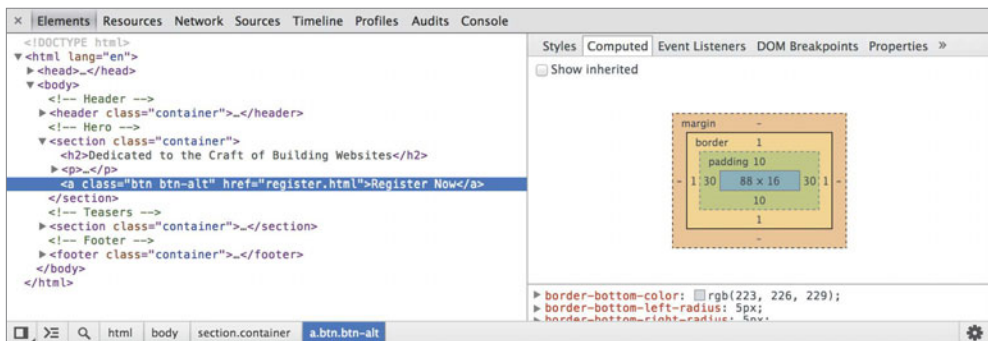 × Elements Resources Network Sources Timeline Profiles Audits Console
<!DOCTYPE html>
▼<html lang="en">
▶<head>…</head>
▼<body>
<!-- Header -->
▶<header class="container">…</header>
<!-- Hero -->
▼<section class="container">
<h2>Dedicated to the Craft of Building Websites</h2>
▶<p>…</p>
<a class="btn btn-alt" href="register.html">Register Now</a>
</section>
<!-- Teasers -->
▶<section class="container">…</section>
<!-- Footer -->
▶<footer class="container">…</footer>
</body>
</html>
html body section.container a.btn.btn-alt
Styles Computed Event Listeners DOM Breakpoints Properties »
Show inherited
margin -
border 1
padding 10
- 1 30 88 × 16 30 1 -
10
1
-
▶ border-bottom-color: rgb(223, 226, 229);
▶ border-bottom-left-radius: 5px;
▶ border-bottom-right-radius: 5px;